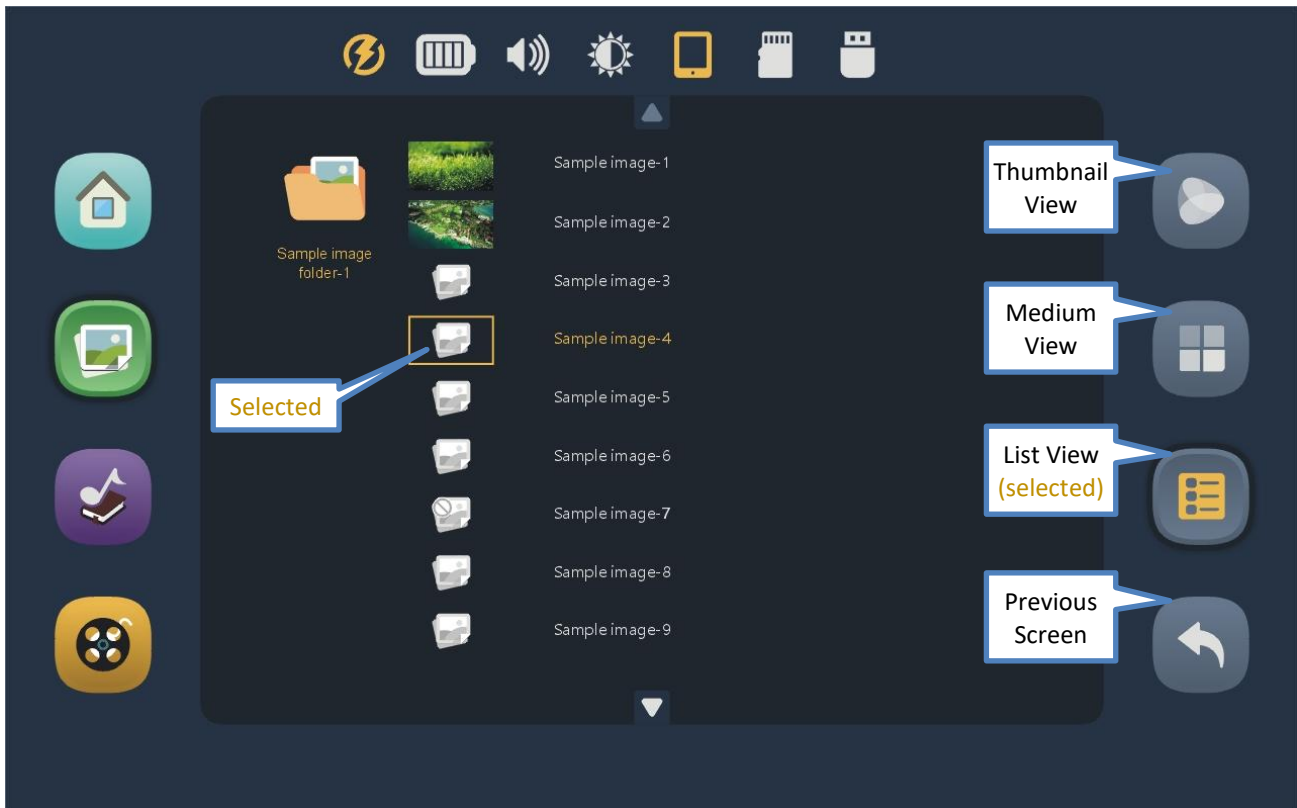 Sample image
folder-1
Sample image-1
Sample image-2
Sample image-3
Sample image-4
Sample image-5
Sample image-6
Sample image-7
Sample image-8
Sample image-9
Selected
Thumbnail
View
Medium
View
List View
(selected)
Previous
Screen